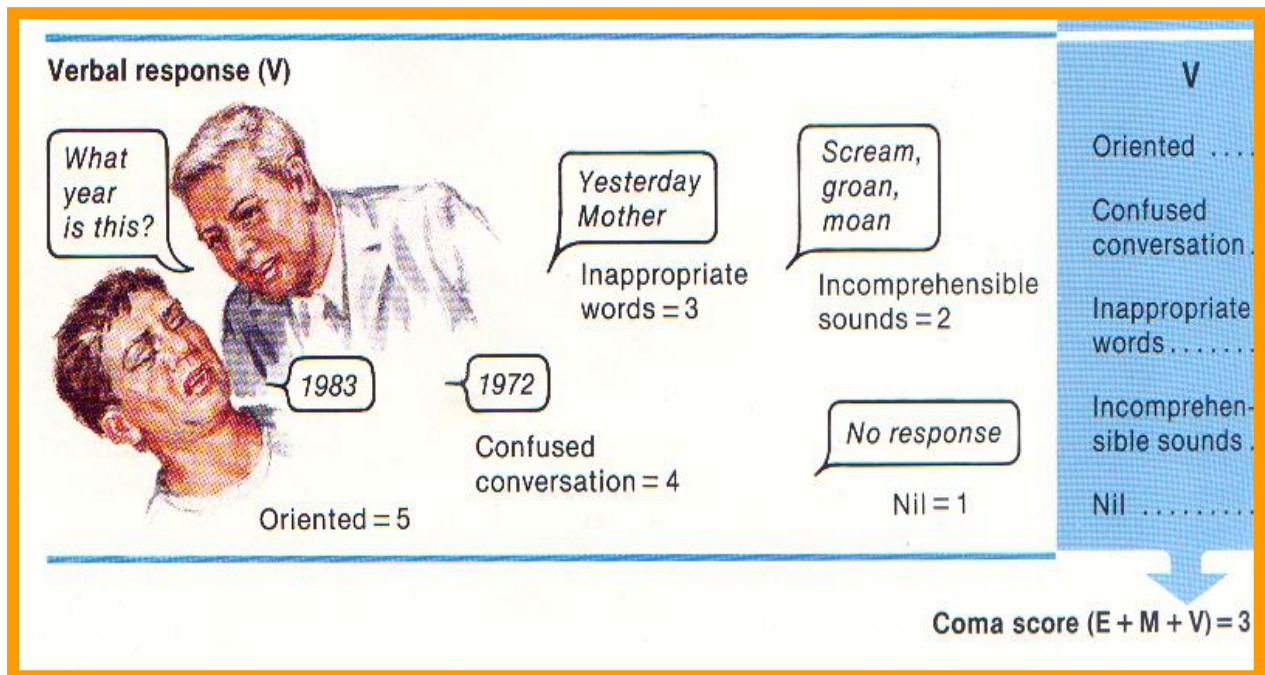 Verbal response (V)
What
year
is this?
1983
Oriented = 5
1972
Confused
conversation = 4
Yesterday
Mother
Inappropriate
words = 3
Scream,
groan,
moan
Incomprehensible
sounds = 2
No response
Nil = 1
V
Oriented ....
Confused
conversation.
Inappropriate
words.......
Incomprehen-
sible sounds .
Nil .........
Coma score (E + M + V) = 3